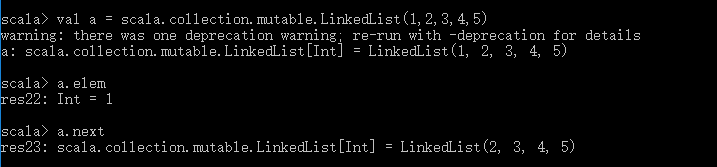 scala> val a = scala.collection.mutable.LinkedList(1,2,3,4,5)
warning: there was one deprecation warning; re-run with -deprecation for details
a: scala.collection.mutable.LinkedList[Int] = LinkedList(1, 2, 3, 4, 5)
scala> a.elem
res22: Int = 1
scala> a.next
res23: scala.collection.mutable.LinkedList[Int] = LinkedList(2, 3, 4, 5)